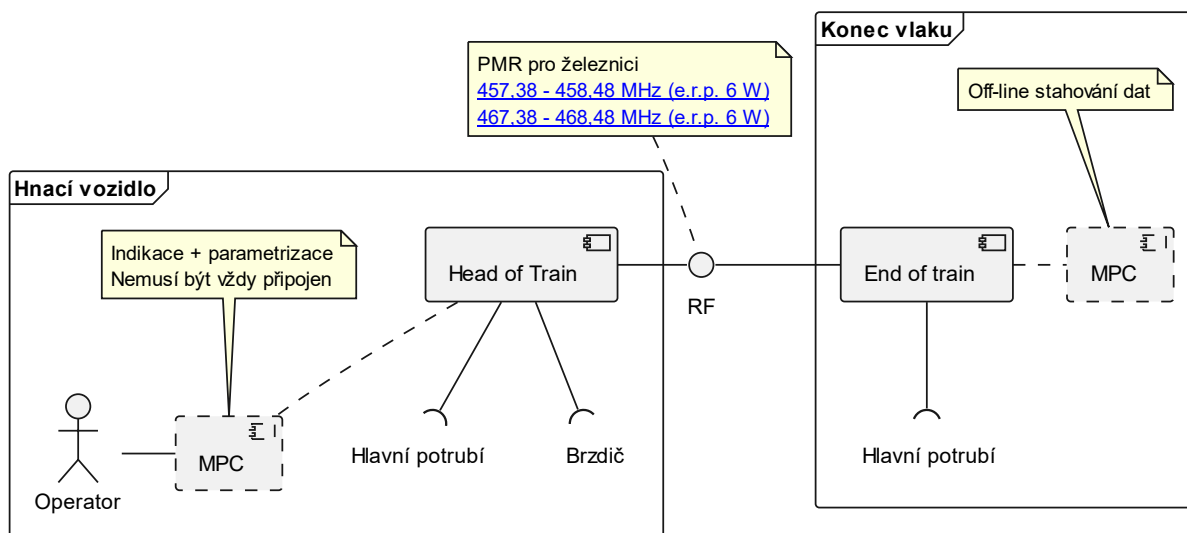 Konec vlaku
PMR pro železnici
457,38 - 458,48 MHz (e.r.p. 6 W)
467,38 - 468,48 MHz (e.r.p. 6 W)
Off-line stahování dat
Hnací vozidlo
Indikace + parametrizace
Nemusí být vždy připojen
Head of Train
RF
End of train
MPC
Operator
MPC
Hlavní potrubí
Brzdič
Hlavní potrubí